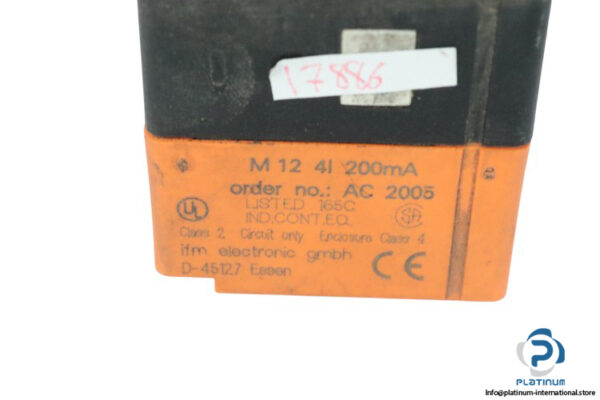 17886
M 12 4I 200mA
order no.: AC 2005
UL
LISTED 165C
IND.CONT.EQ.
Class 2 Circuit only Enclosure Class 4
ifm electronic gmbh
D-45127 Essen
CE
PLATINUM
Info@platinum-international.store